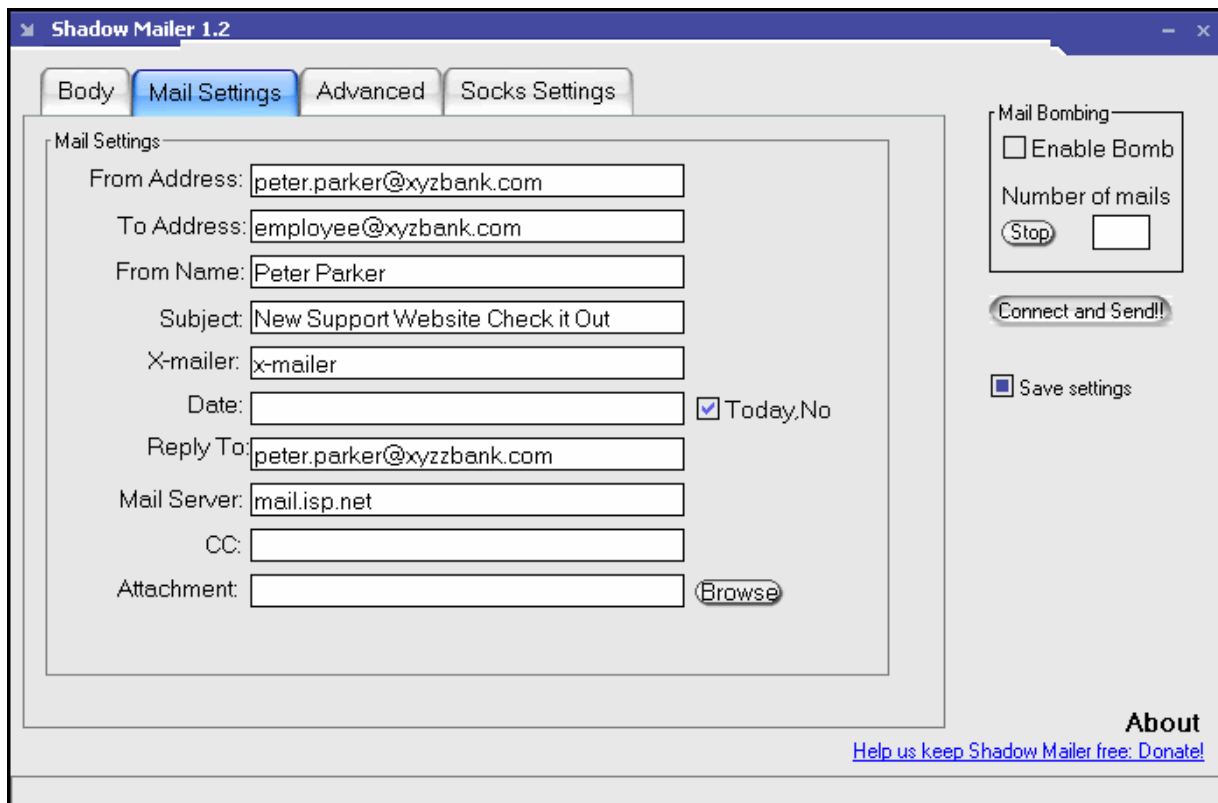 Shadow Mailer 1.2
Body
Mail Settings
Advanced
Socks Settings
Mail Settings
From Address: peter.parker@xyzbank.com
To Address: employee@xyzbank.com
From Name: Peter Parker
Subject: New Support Website Check it Out
X-mailer: x-mailer
Date:
Today,No
Reply To: peter.parker@xyzzbank.com
Mail Server: mail.isp.net
CC:
Attachment:
Browse
Mail Bombing
Enable Bomb
Number of mails
Stop
Connect and Send!!
Save settings
About
Help us keep Shadow Mailer free: Donate!